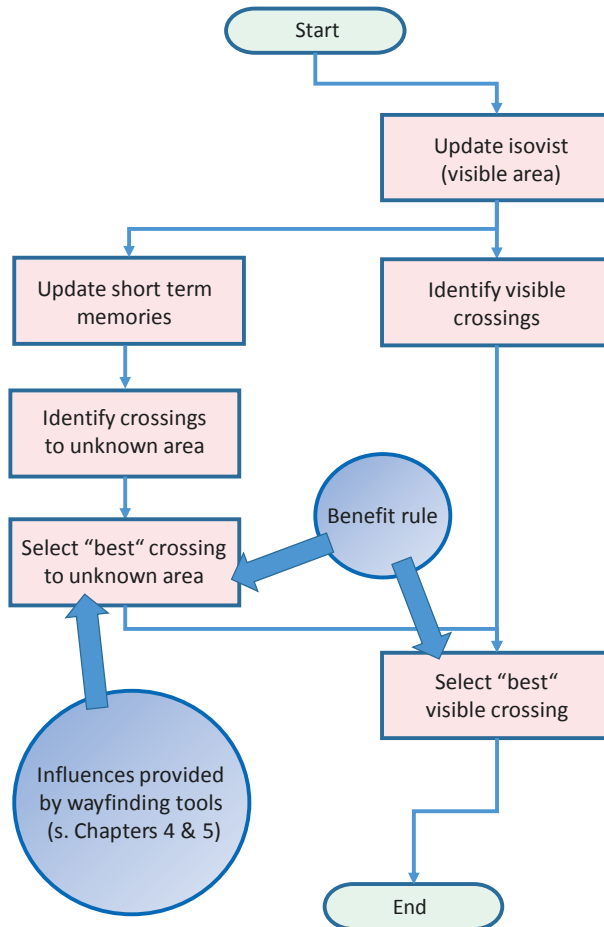 Start
Update isovist
(visible area)
Update short term
memories
Identify visible
crossings
Identify crossings
to unknown area
Benefit rule
Select “best“ crossing
to unknown area
Select “best“
visible crossing
Influences provided
by wayfinding tools
(s. Chapters 4 & 5)
End